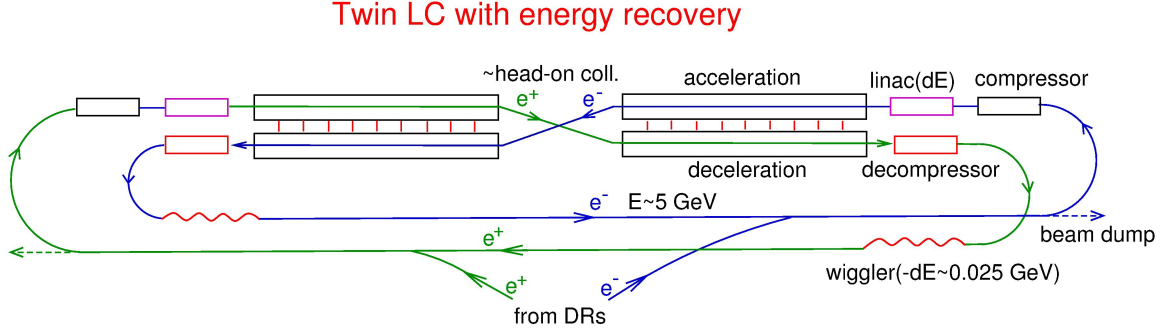 Twin LC with energy recovery
~head-on coll.
acceleration
linac(dE)
compressor
e+
e-
deceleration
decompressor
e-
E~5 GeV
e+
beam dump
wiggler(-dE~0.025 GeV)
e+
e-
from DRs